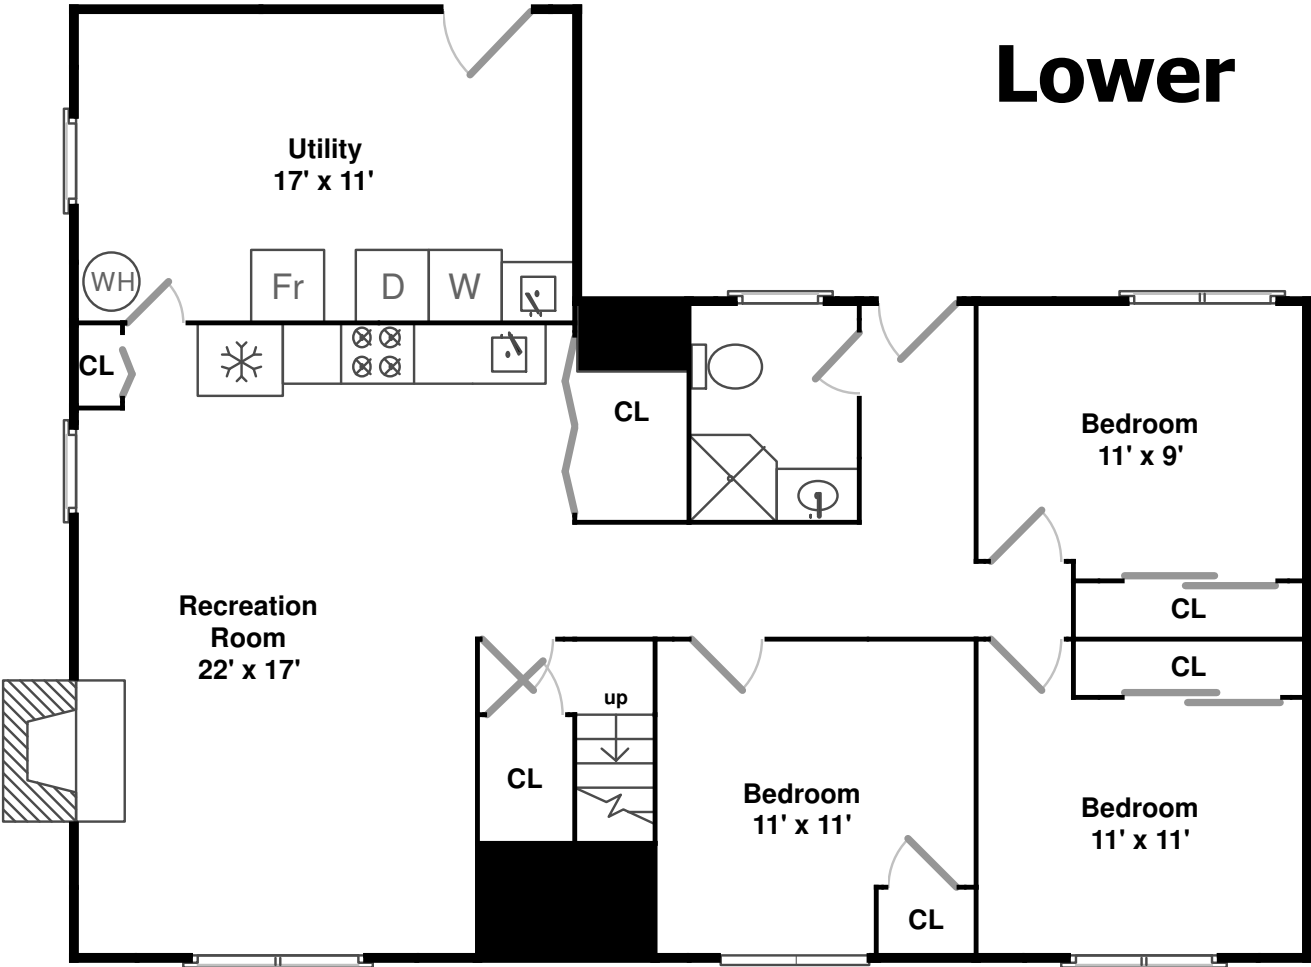 Lower
Utility
17' x 11'
WH
Fr
D
W
CL
CL
Bedroom
11' x 9'
CL
Recreation
Room
22' x 17'
CL
up
CL
Bedroom
11' x 11'
Bedroom
11' x 11'
CL